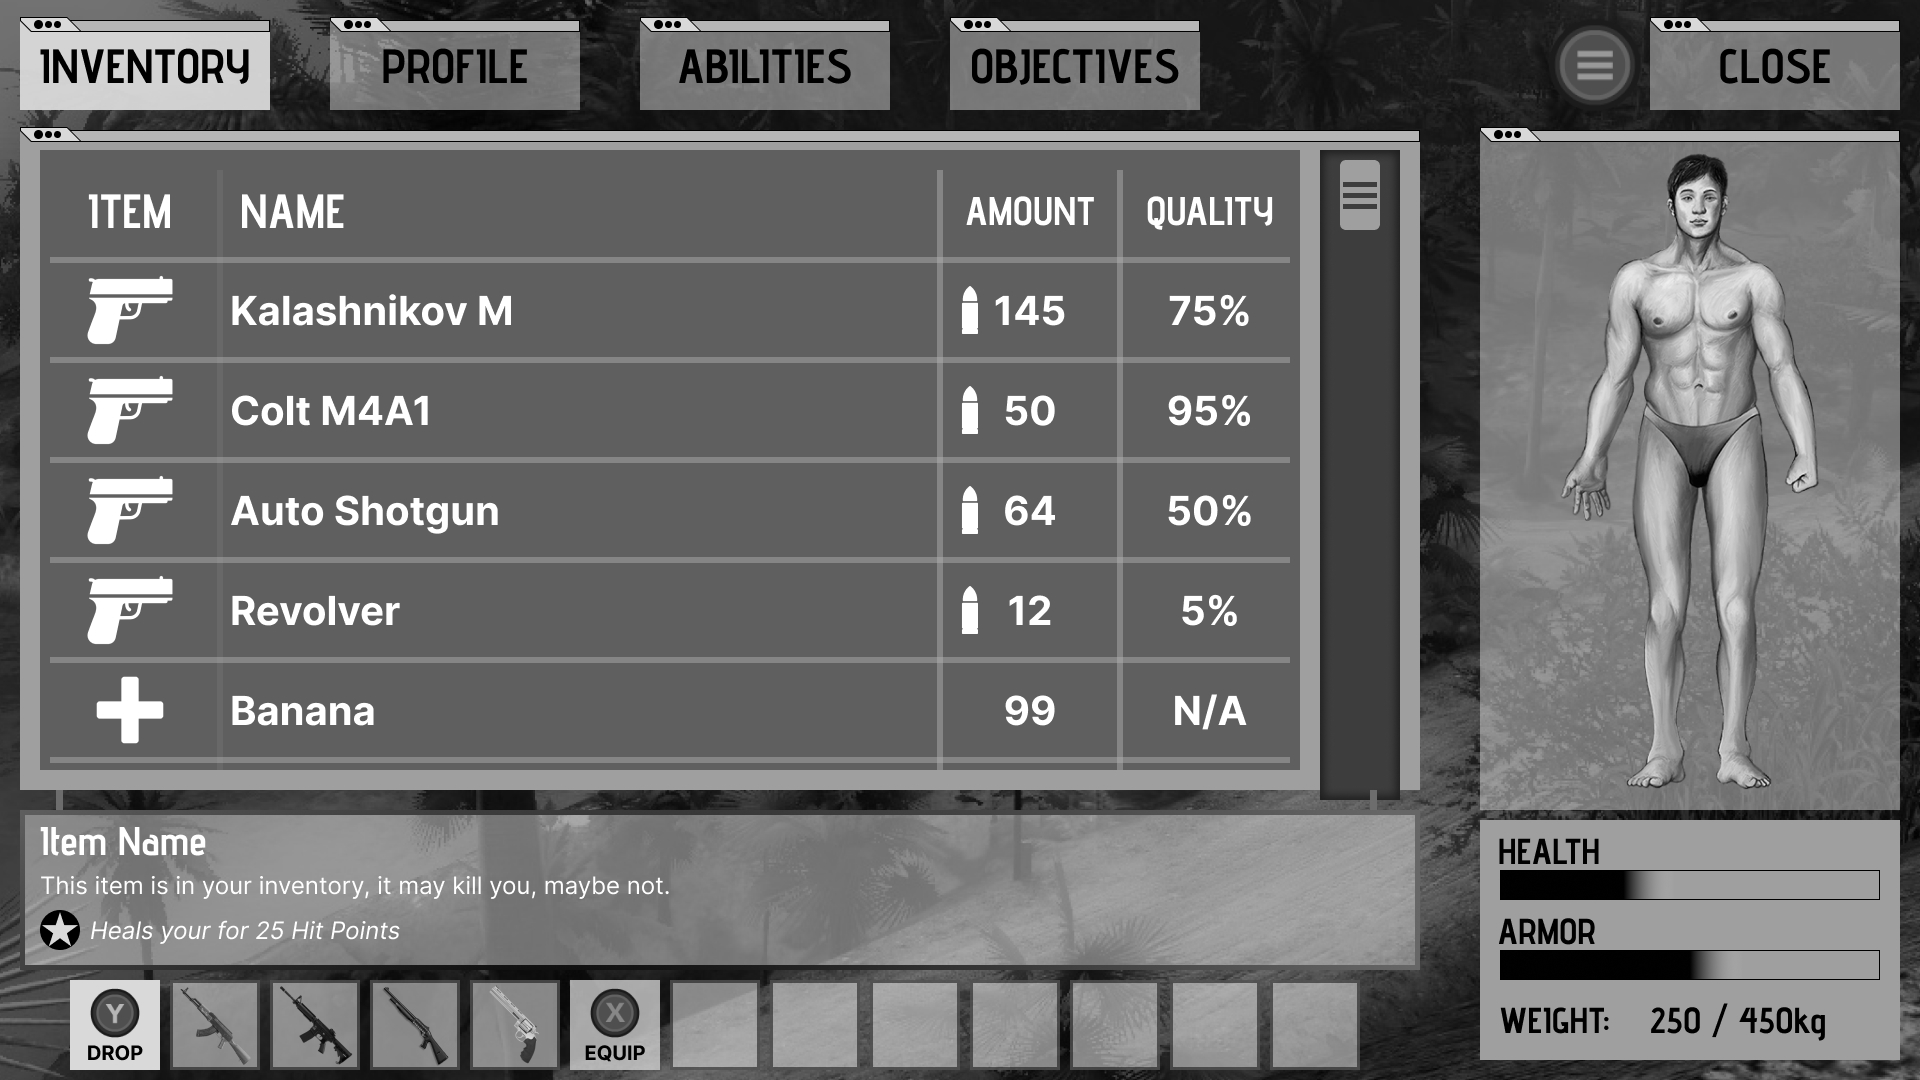 INVENTORY
PROFILE
ABILITIES
OBJECTIVES
CLOSE
ITEM NAME AMOUNT QUALITY
Kalashnikov M 145 75%
Colt M4A1 50 95%
Auto Shotgun 64 50%
Revolver 12 5%
Banana 99 N/A
Item Name
This item is in your inventory, it may kill you, maybe not.
Heals your for 25 Hit Points
Y
DROP
X
EQUIP
HEALTH
ARMOR
WEIGHT: 250 / 450kg